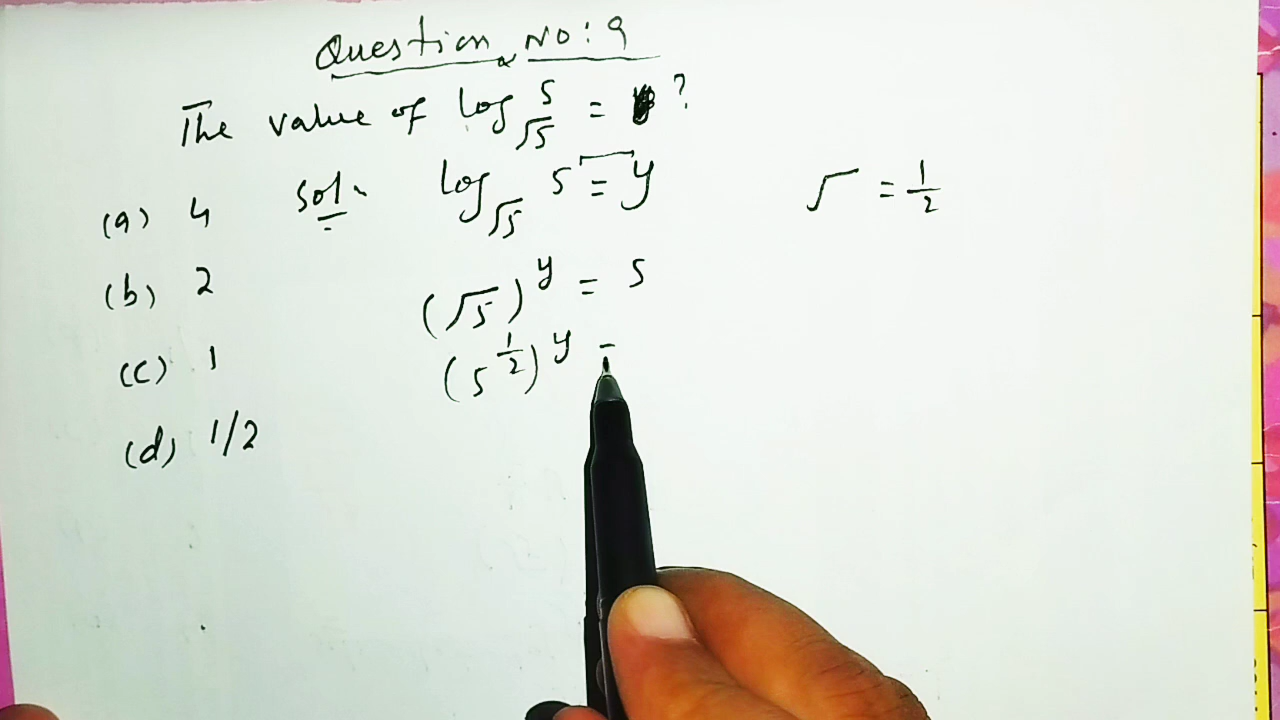 Question No: 9
The value of log√5 5 = ?
(a) 4 Sol. log√5 5 = y √ = 1/2
(b) 2 (√5)^y = 5
(c) 1 (5^1/2)^y =
(d) 1/2